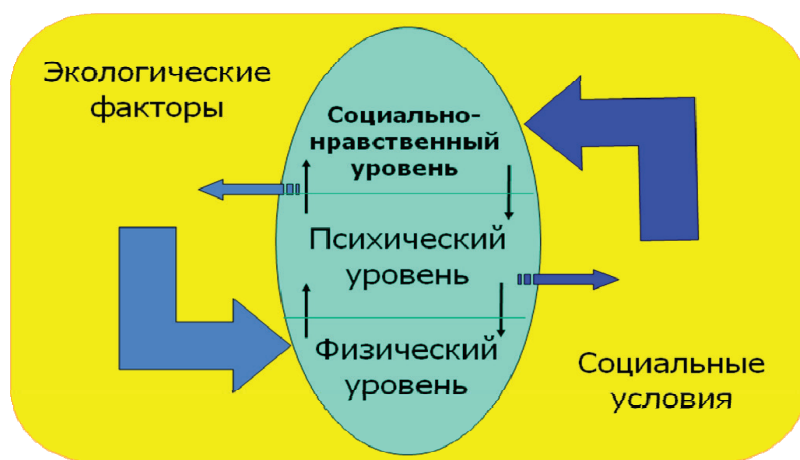 Экологические
факторы
Социально-
нравственный
уровень
Психический
уровень
Физический
уровень
Социальные
условия